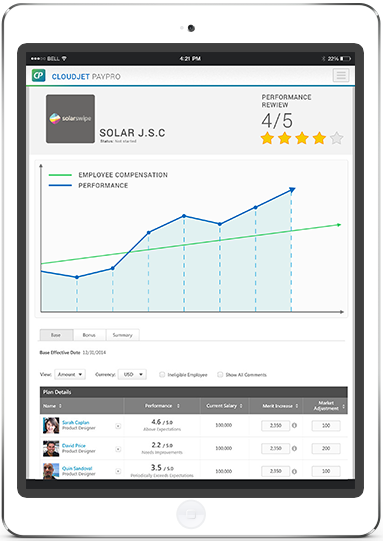 BELL 4:21 PM 22%
CP CLOUDJET PAYPRO
solarswipe
SOLAR J.S.C
Status: Not started
PERFORMANCE
REVIEW
4/5
EMPLOYEE COMPENSATION
PERFORMANCE
Base Bonus Summary
Base Effective Date 12/31/2014
View: Amount Currency: USD Ineligible Employee Show All Comments
Plan Details
Name Performance Current Salary Merit Increase Market Adjustment
Sarah Caplan
Product Designer
4.6 / 5.0
Above Expectations
100.000 2,350 100
David Price
Product Designer
2.2 / 5.0
Needs Improvements
100.000 2,350 200
Quin Sandoval
Product Designer
3.5 / 5.0
Periodically Exceeds Expectations
100.000 2,350 100